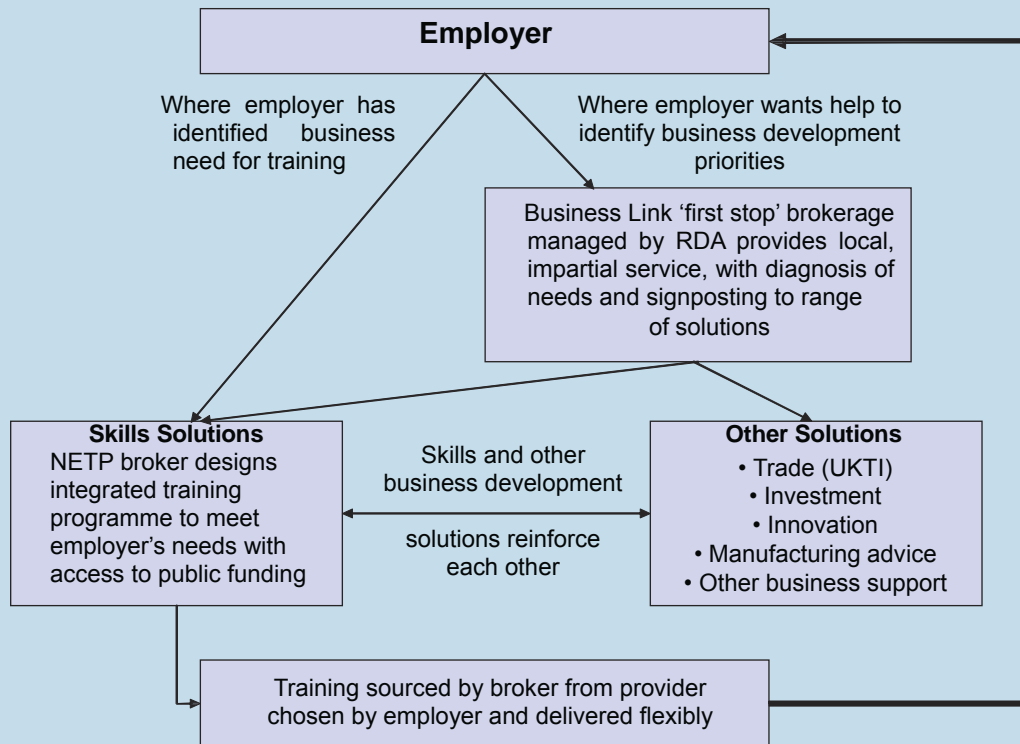 Employer
Where employer has
identified business
need for training
Where employer wants help to
identify business development
priorities
Business Link ‘first stop’ brokerage
managed by RDA provides local,
impartial service, with diagnosis of
needs and signposting to range
of solutions
Skills Solutions
NETP broker designs
integrated training
programme to meet
employer’s needs with
access to public funding
Skills and other
business development
solutions reinforce
each other
Other Solutions
• Trade (UKTI)
• Investment
• Innovation
• Manufacturing advice
• Other business support
Training sourced by broker from provider
chosen by employer and delivered flexibly